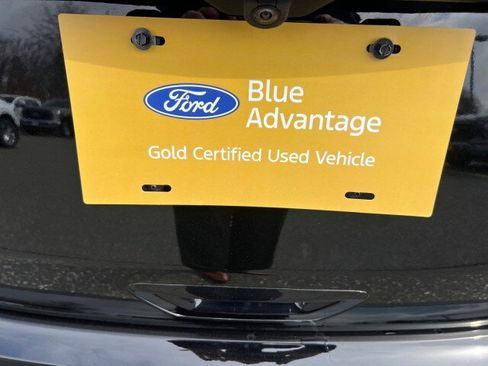 Ford
Blue
Advantage
Gold Certified Used Vehicle